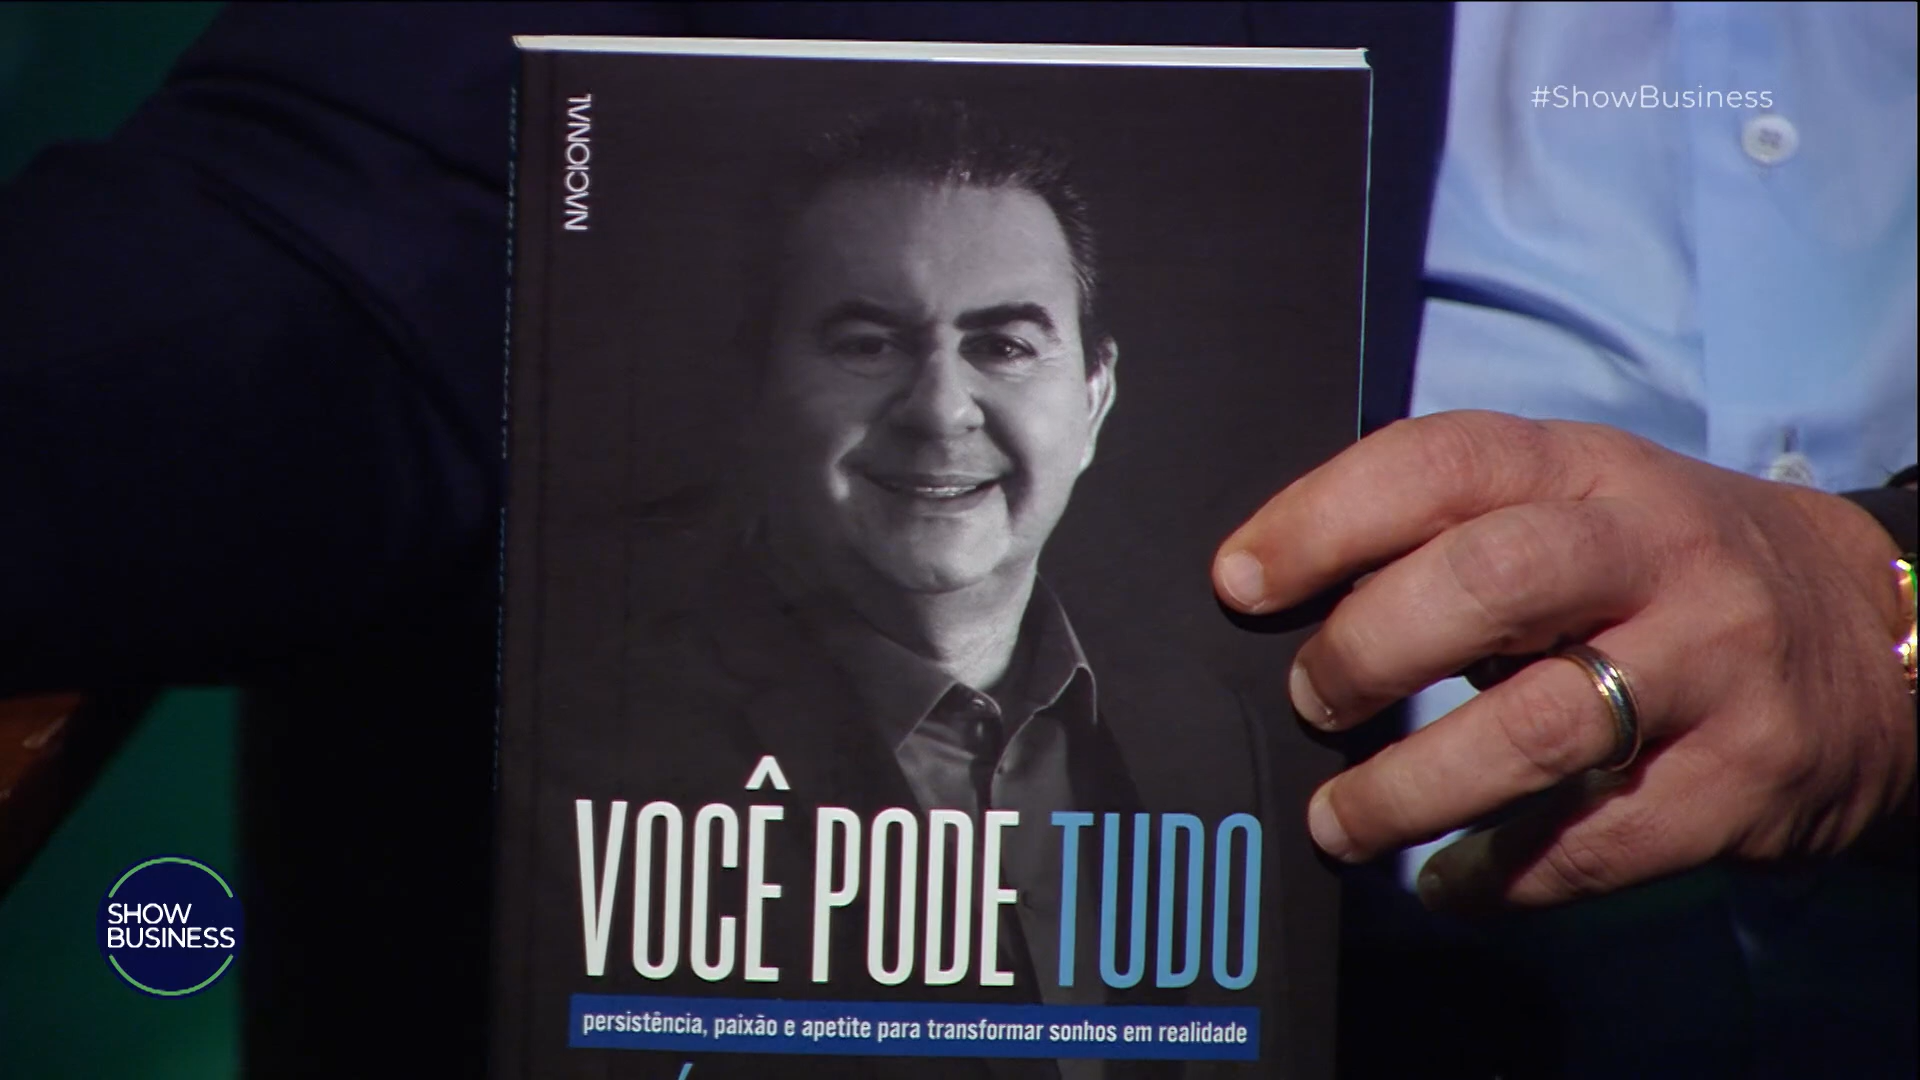 NACIONAL
#ShowBusiness
VOCÊ PODE TUDO
persistência, paixão e apetite para transformar sonhos em realidade
SHOW
BUSINESS